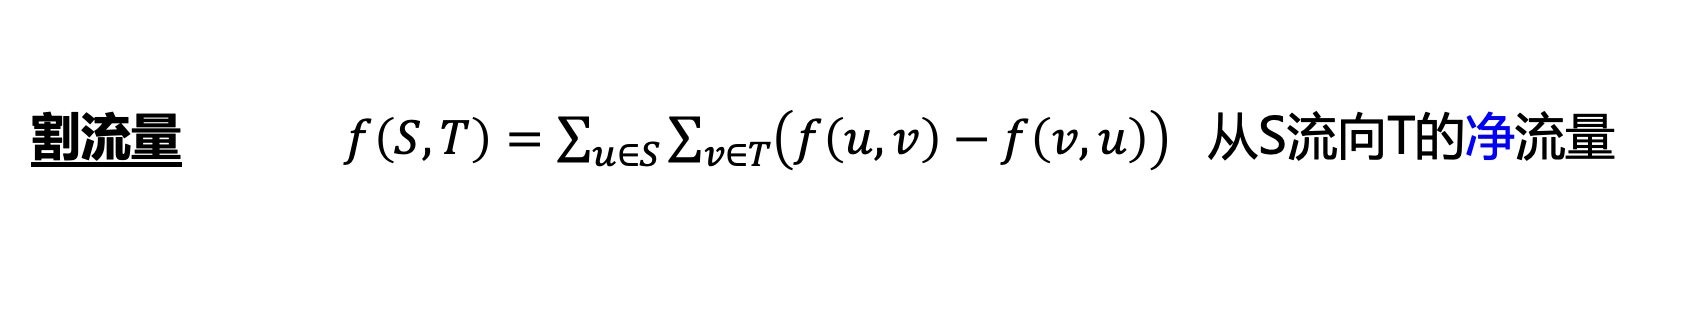 割流量 f(S,T) = ∑_{u∈S} ∑_{v∈T} (f(u,v) − f(v,u)) 从S流向T的净流量